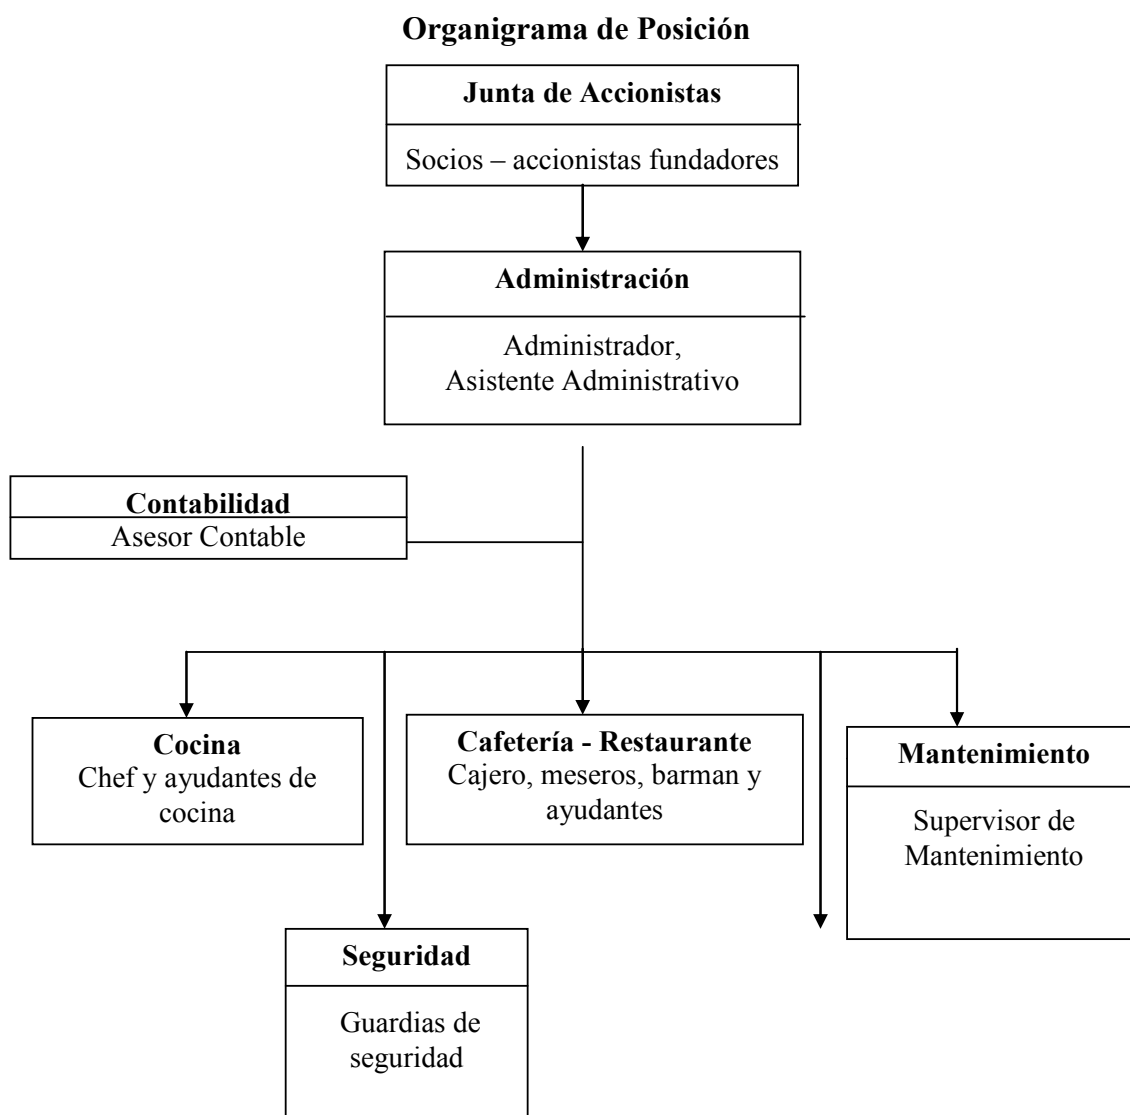 Organigrama de Posición
Junta de Accionistas
Socios – accionistas fundadores
Administración
Administrador,
Asistente Administrativo
Contabilidad
Asesor Contable
Cocina
Chef y ayudantes de
cocina
Cafetería - Restaurante
Cajero, meseros, barman y
ayudantes
Mantenimiento
Supervisor de
Mantenimiento
Seguridad
Guardias de
seguridad